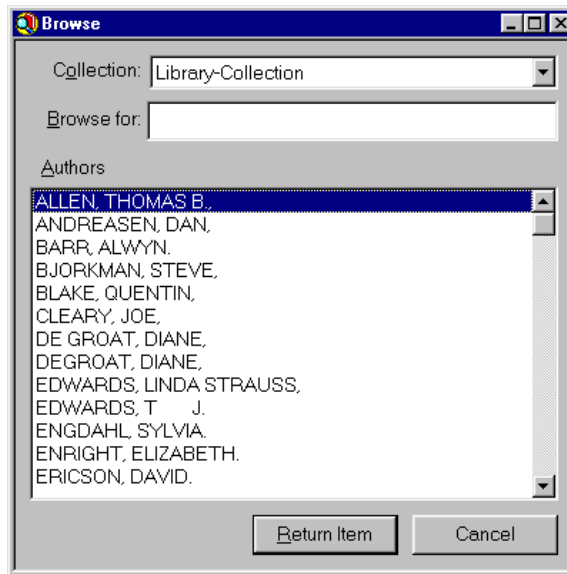 Browse
Collection: Library-Collection
Browse for:
Authors
ALLEN, THOMAS B.,
ANDREASEN, DAN,
BARR, ALWYN.
BJORKMAN, STEVE,
BLAKE, QUENTIN,
CLEARY, JOE,
DE GROAT, DIANE,
DEGROAT, DIANE,
EDWARDS, LINDA STRAUSS,
EDWARDS, T J.
ENGDAHL, SYLVIA.
ENRIGHT, ELIZABETH.
ERICSON, DAVID.
Return Item Cancel